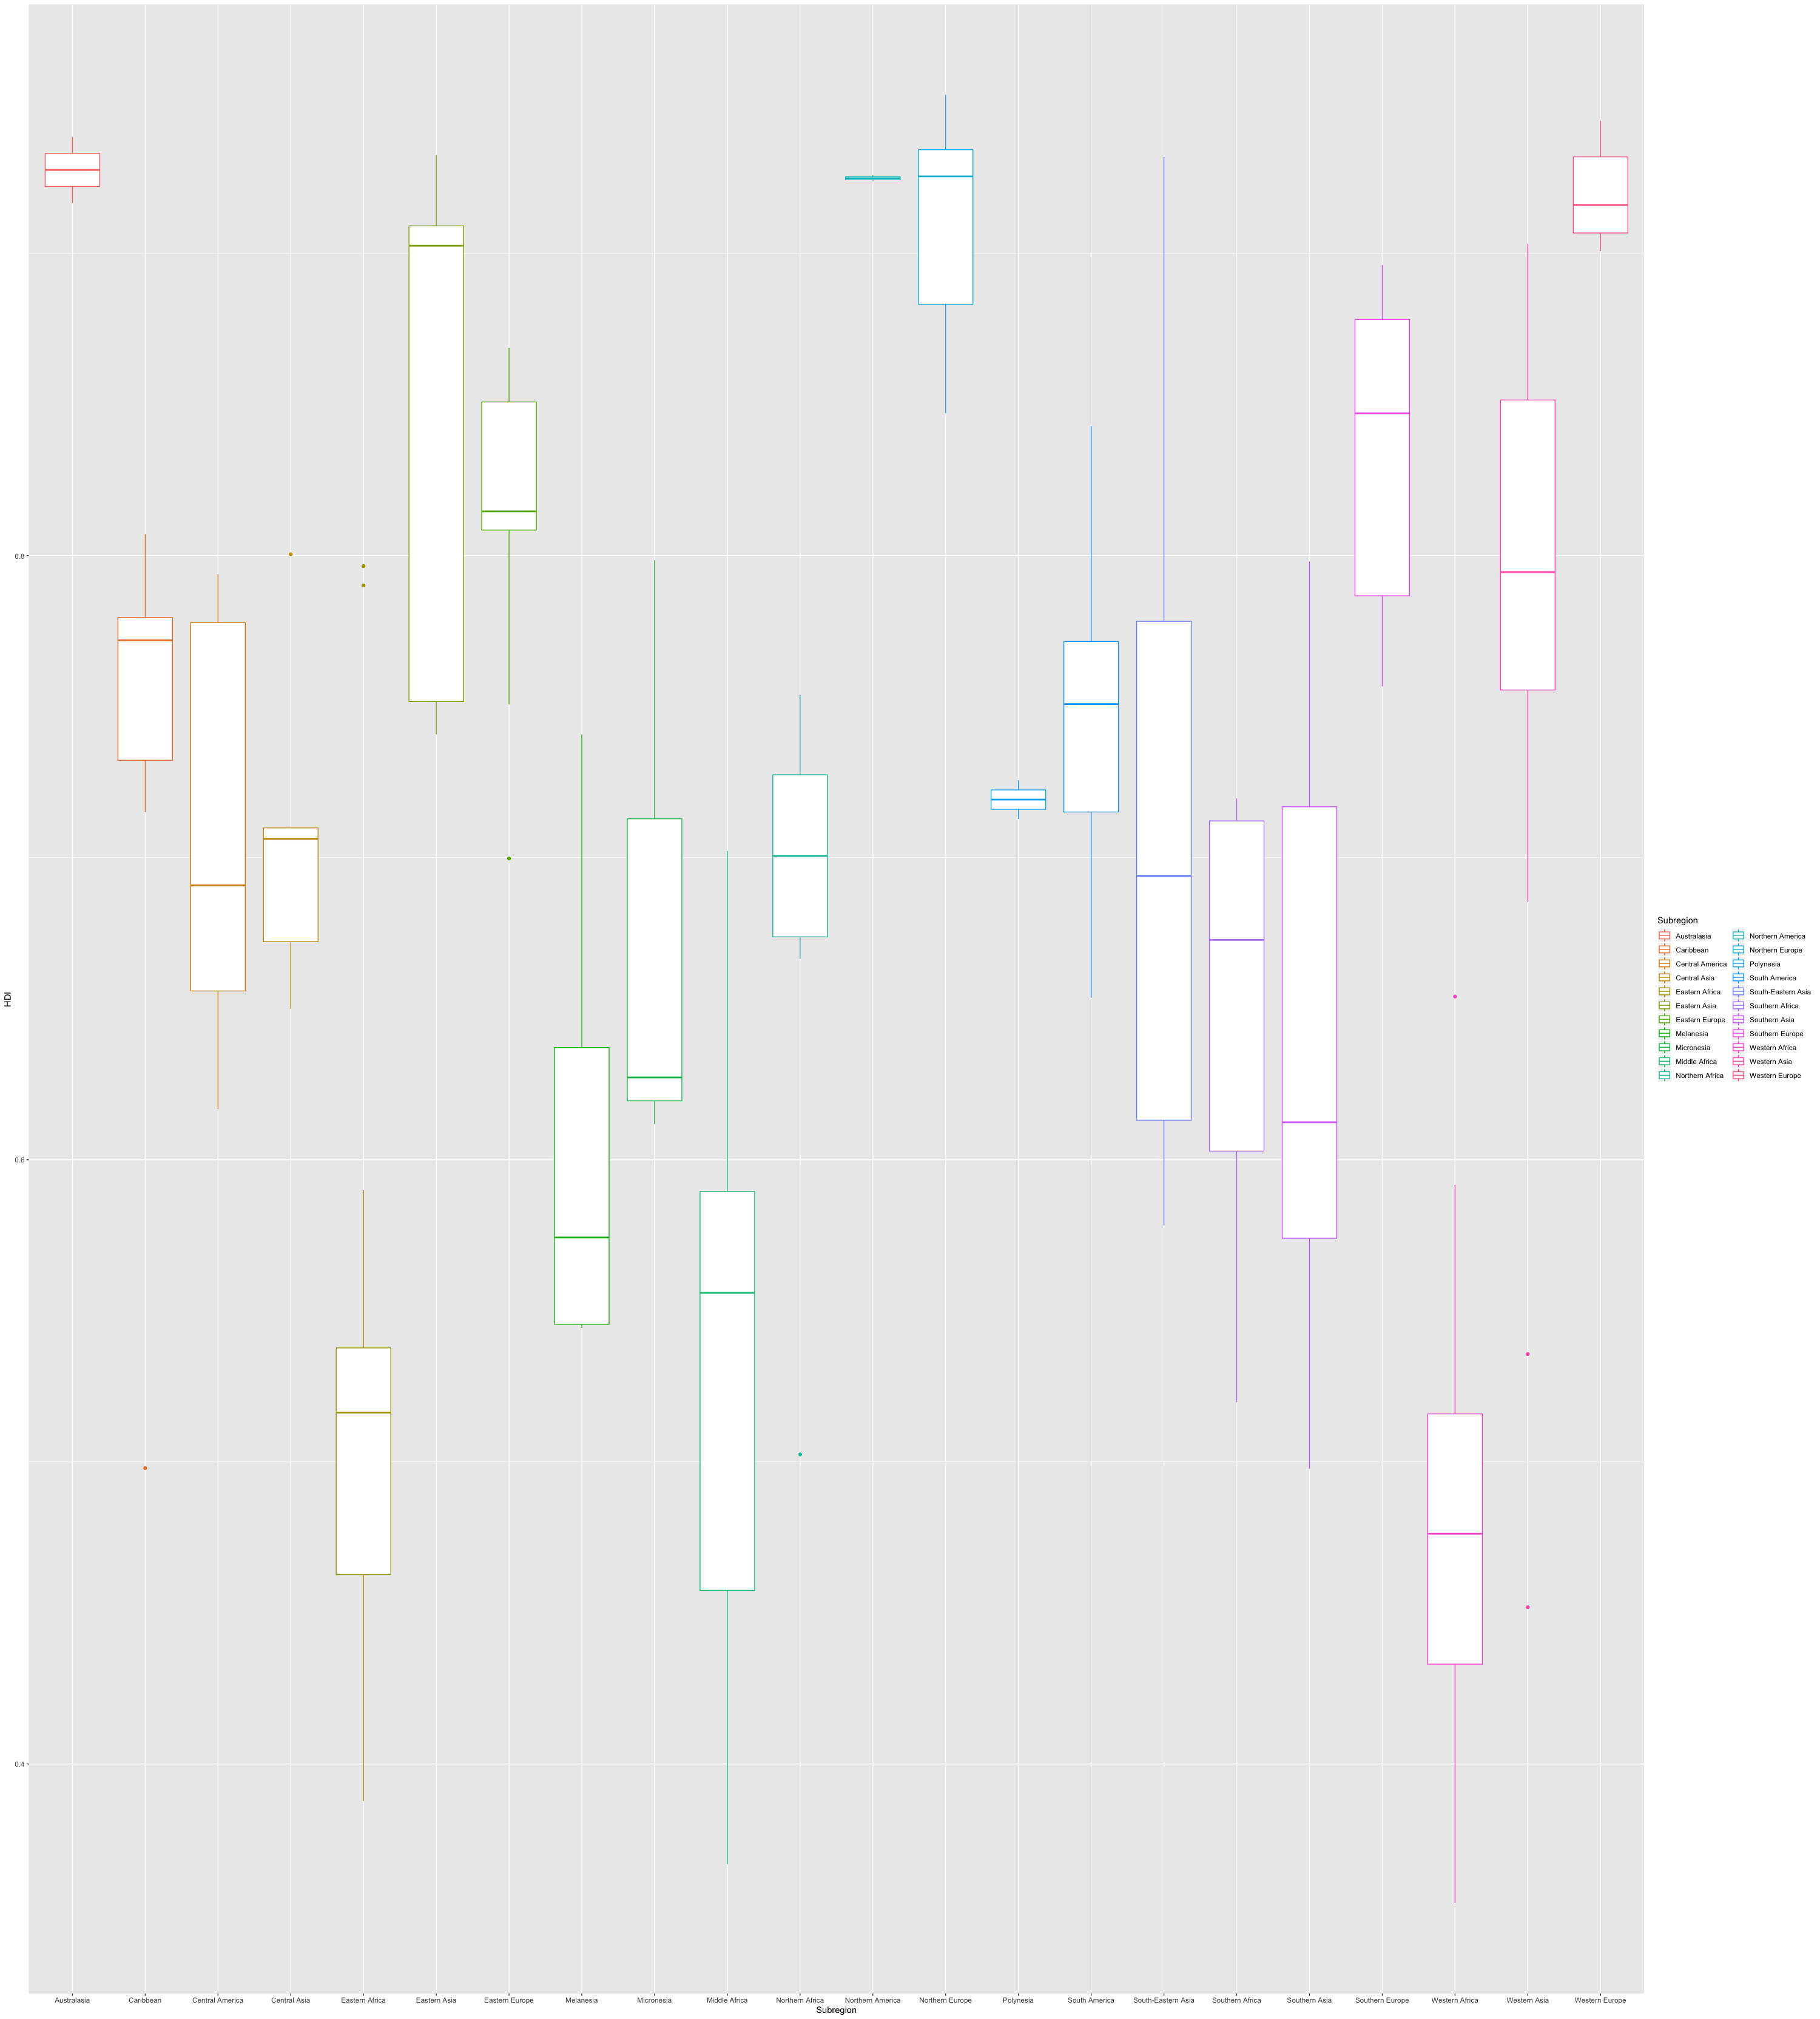 HDI
0.8
0.6
0.4
Australasia
Caribbean
Central America
Central Asia
Eastern Africa
Eastern Asia
Eastern Europe
Melanesia
Micronesia
Middle Africa
Northern Africa
Northern America
Northern Europe
Polynesia
South America
South-Eastern Asia
Southern Africa
Southern Asia
Southern Europe
Western Africa
Western Asia
Western Europe
Subregion
Subregion
Australasia
Caribbean
Central America
Central Asia
Eastern Africa
Eastern Asia
Eastern Europe
Melanesia
Micronesia
Middle Africa
Northern Africa
Northern America
Northern Europe
Polynesia
South America
South-Eastern Asia
Southern Africa
Southern Asia
Southern Europe
Western Africa
Western Asia
Western Europe